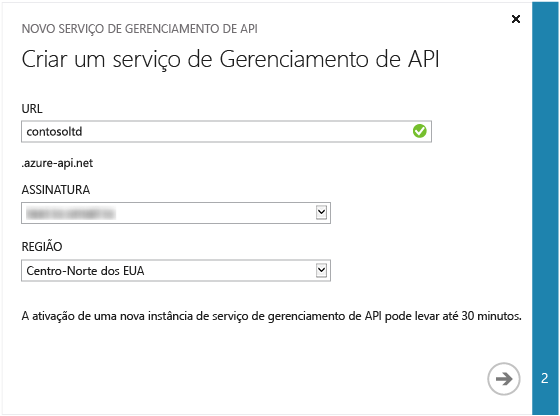 NOVO SERVIÇO DE GERENCIAMENTO DE API
Criar um serviço de Gerenciamento de API
URL
contosoltd
.azure-api.net
ASSINATURA
REGIÃO
Centro-Norte dos EUA
A ativação de uma nova instância de serviço de gerenciamento de API pode levar até 30 minutos.
2